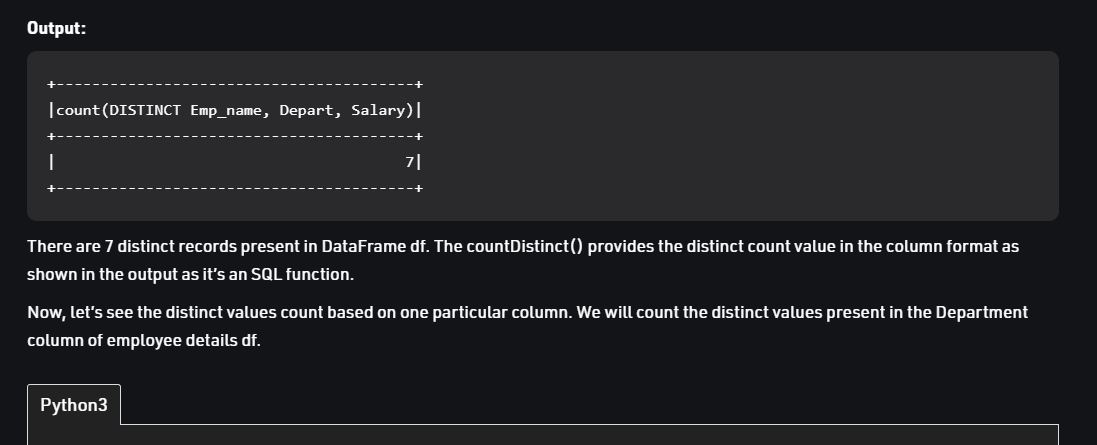 Output:
+-----------------------------------------+
|count(DISTINCT Emp_name, Depart, Salary)|
+-----------------------------------------+
|                                        7|
+-----------------------------------------+
There are 7 distinct records present in DataFrame df. The countDistinct() provides the distinct count value in the column format as
shown in the output as it's an SQL function.
Now, let's see the distinct values count based on one particular column. We will count the distinct values present in the Department
column of employee details df.
Python3